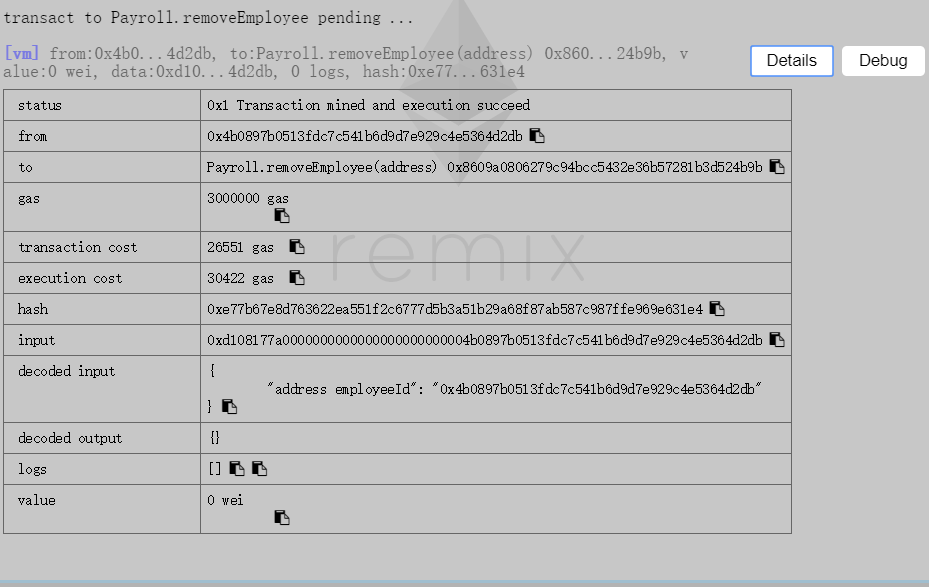 transact to Payroll.removeEmployee pending ...
[vm] from:0x4b0...4d2db, to:Payroll.removeEmployee(address) 0x860...24b9b, v
alue:0 wei, data:0xd10...4d2db, 0 logs, hash:0xe77...631e4
Details
Debug
status 0x1 Transaction mined and execution succeed
from 0x4b0897b0513fdc7c541b6d9d7e929c4e5364d2db
to Payroll.removeEmployee(address) 0x8609a0806279c94bcc5432e36b57281b3d524b9b
gas 3000000 gas
transaction cost 26551 gas
remix
execution cost 30422 gas
hash 0xe77b67e8d763622ea551f2c6777d5b3a51b29a68f87ab587c987ffe969e631e4
input 0xd108177a0000000000000000000000004b0897b0513fdc7c541b6d9d7e929c4e5364d2db
decoded input {
"address employeeId": "0x4b0897b0513fdc7c541b6d9d7e929c4e5364d2db"
}
decoded output {}
logs []
value 0 wei